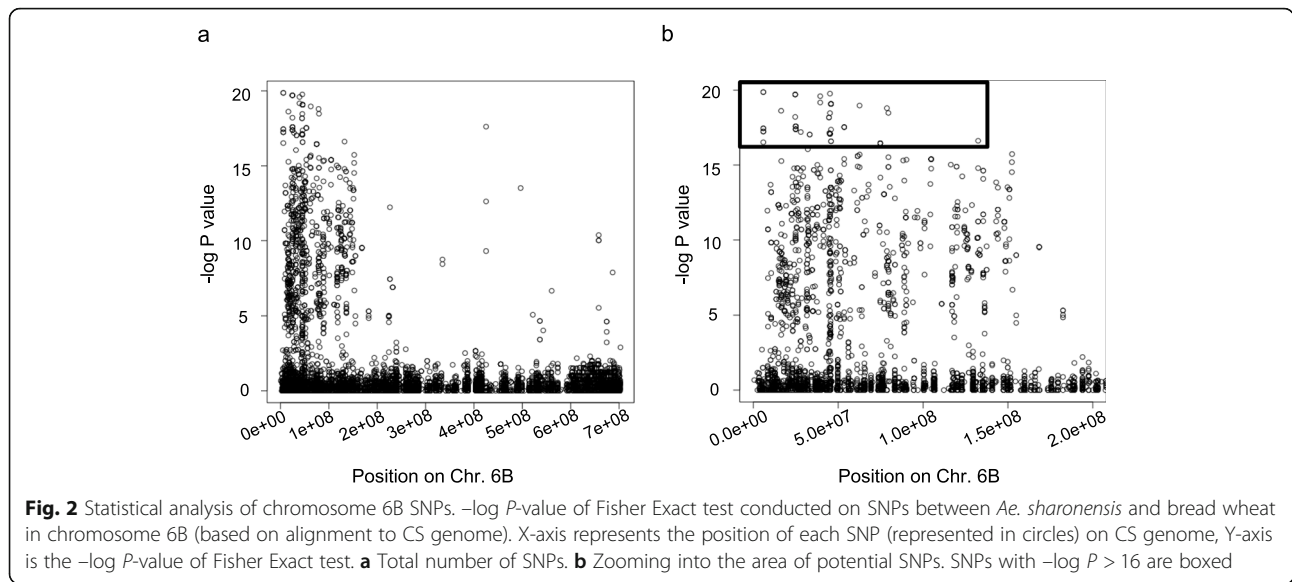 a
b
20
15
10
5
0
-log P value
0e+00 1e+08 2e+08 3e+08 4e+08 5e+08 6e+08 7e+08
Position on Chr. 6B
20
15
10
5
0
-log P value
0.0e+00 5.0e+07 1.0e+08 1.5e+08 2.0e+08
Position on Chr. 6B
Fig. 2 Statistical analysis of chromosome 6B SNPs. –log P-value of Fisher Exact test conducted on SNPs between Ae. sharonensis and bread wheat
in chromosome 6B (based on alignment to CS genome). X-axis represents the position of each SNP (represented in circles) on CS genome, Y-axis
is the –log P-value of Fisher Exact test. a Total number of SNPs. b Zooming into the area of potential SNPs. SNPs with –log P > 16 are boxed